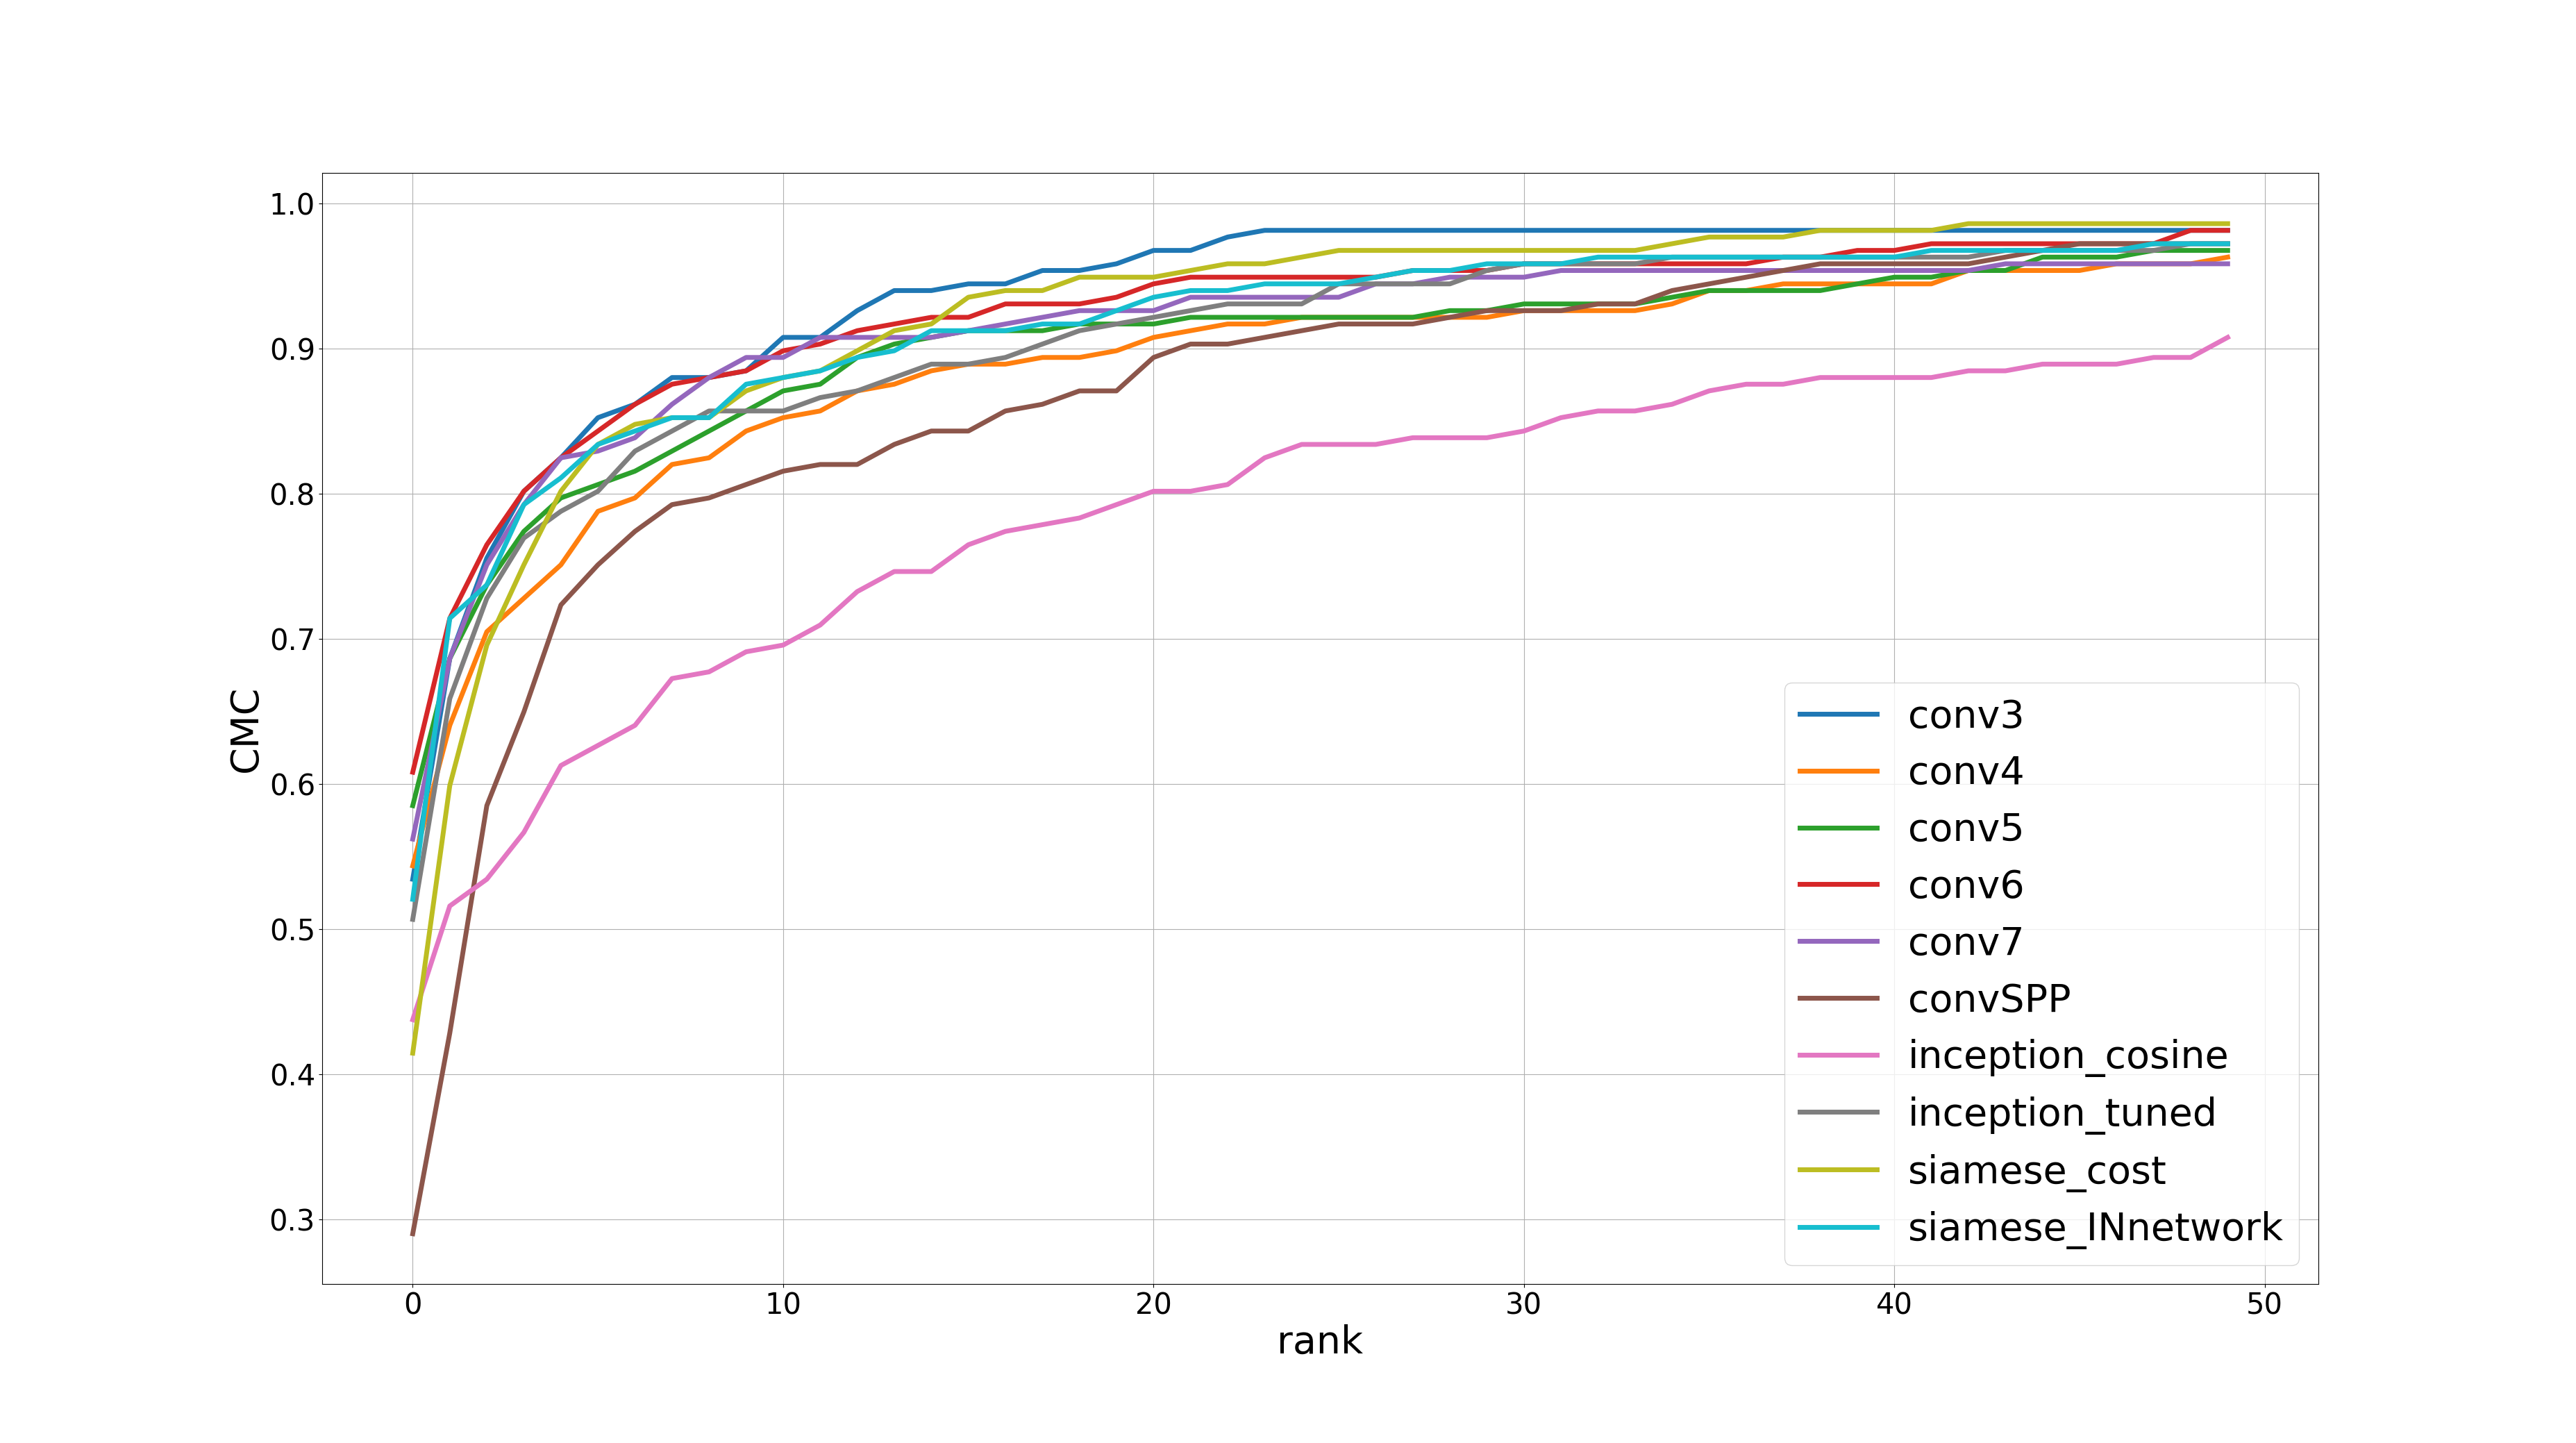 1.0
0.9
0.8
0.7
0.6
0.5
0.4
0.3
CMC
0 10 20 30 40 50
rank
conv3
conv4
conv5
conv6
conv7
convSPP
inception_cosine
inception_tuned
siamese_cost
siamese_INnetwork